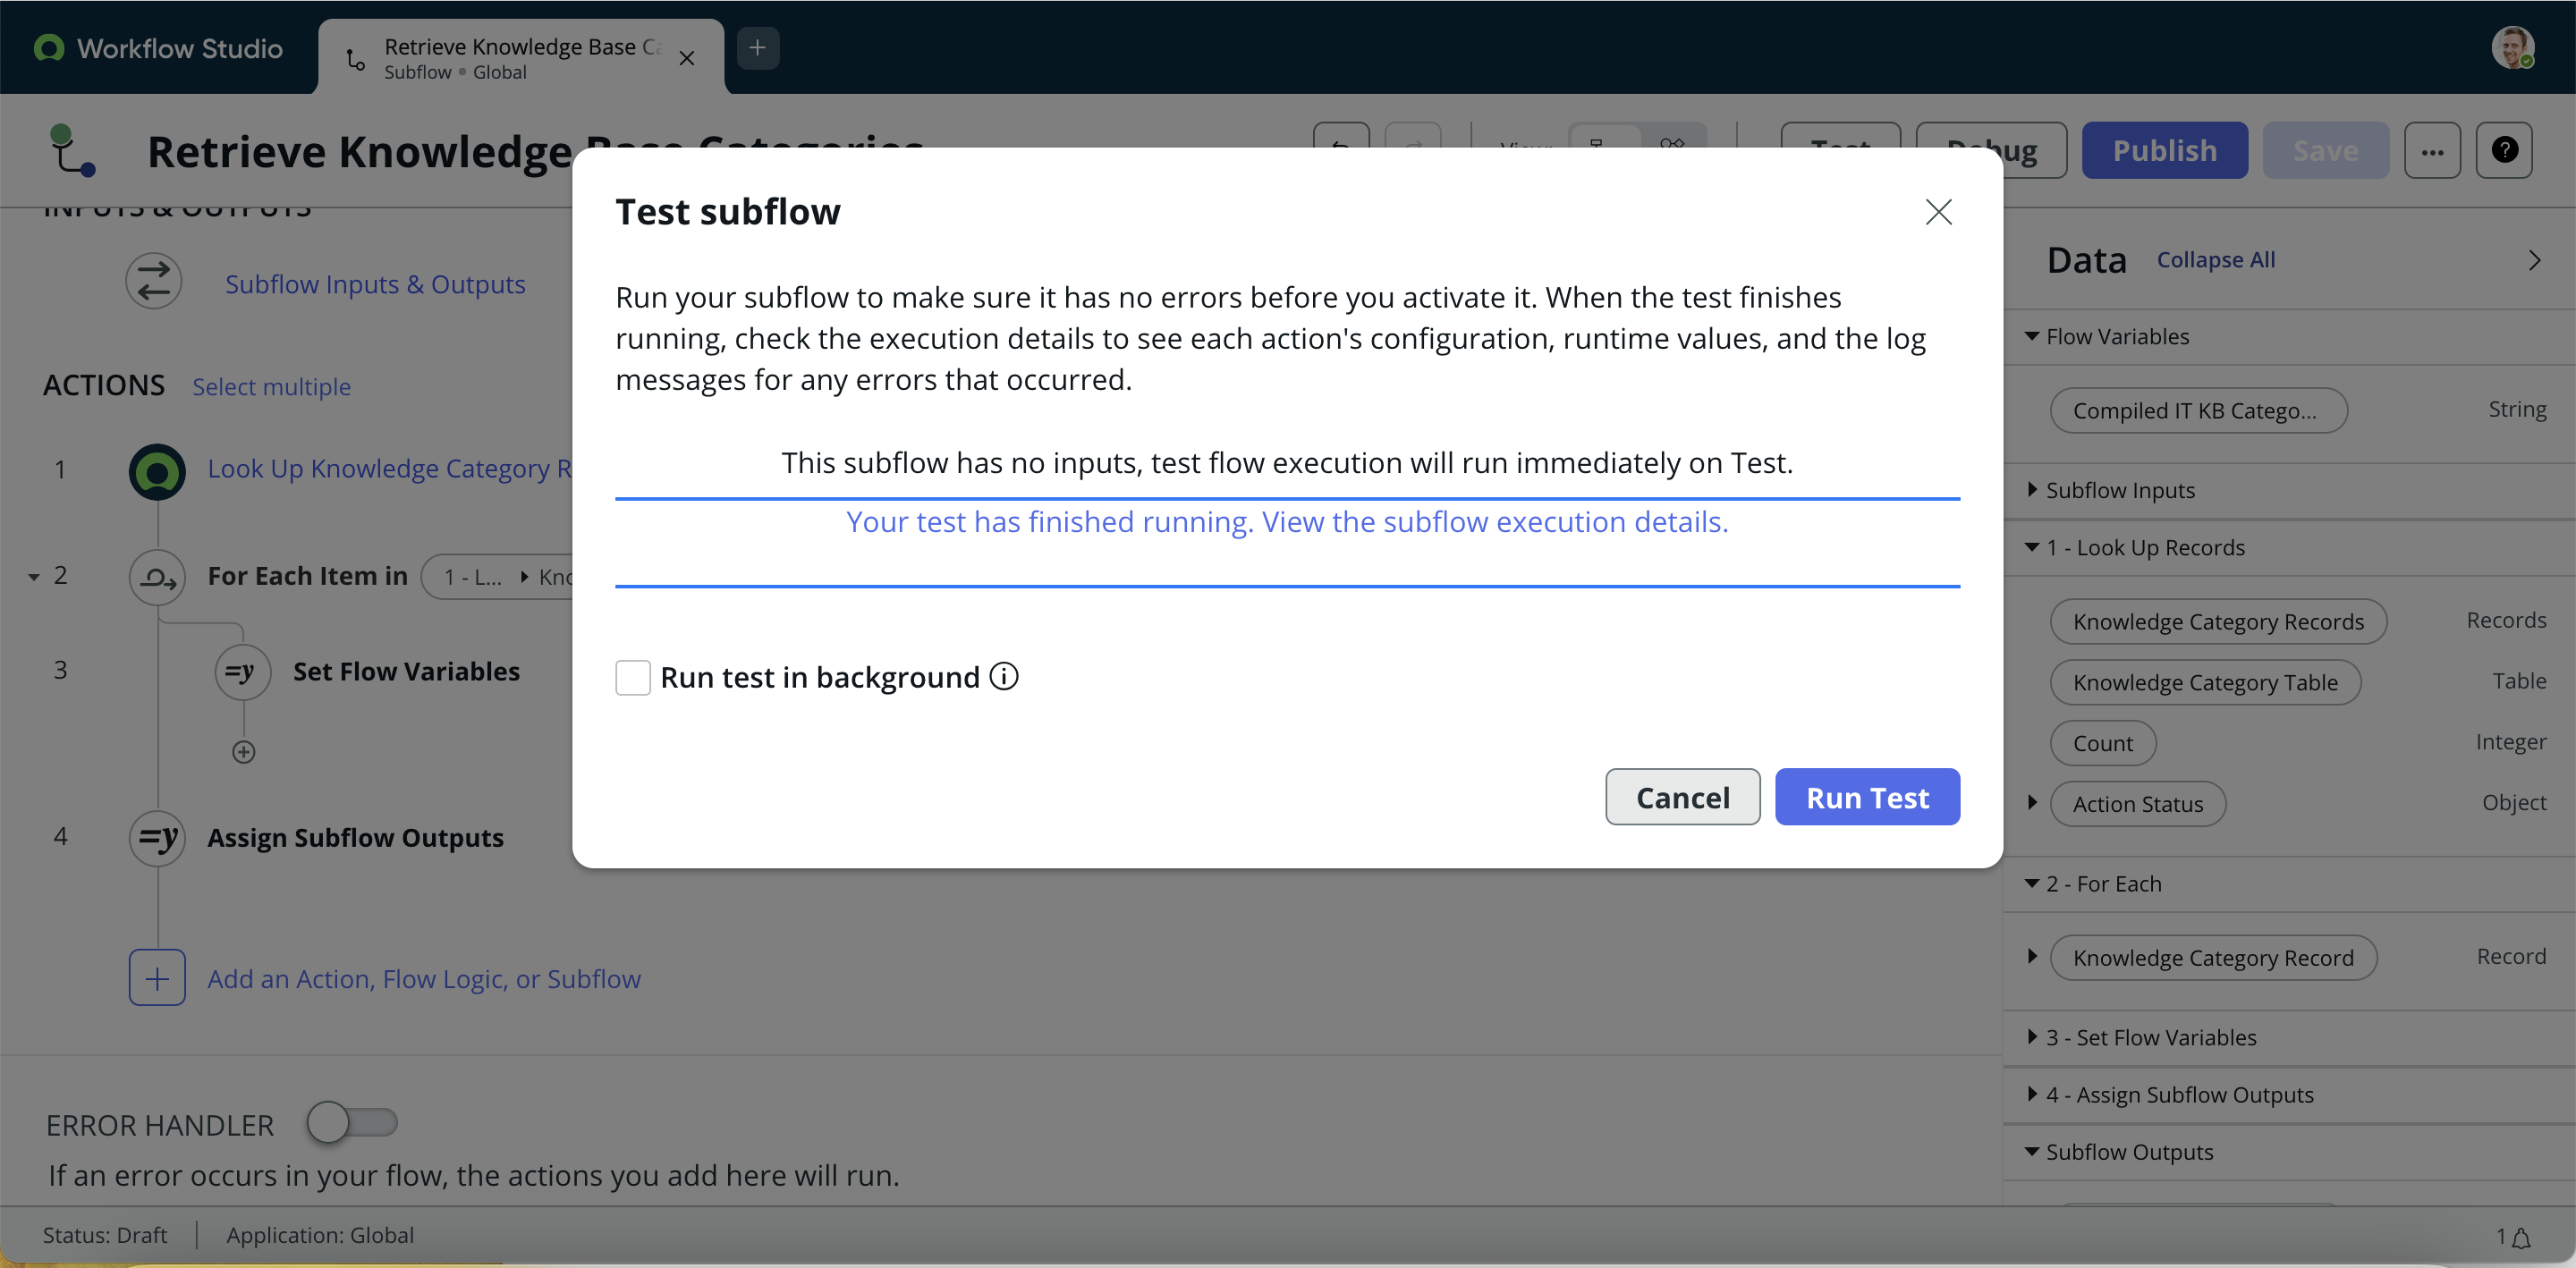 Workflow Studio
Retrieve Knowledge Base Ca
Subflow • Global
Retrieve Knowledge Base Categories
View:
Test
Debug
Publish
Save
INPUTS & OUTPUTS
Subflow Inputs & Outputs
ACTIONS Select multiple
1 Look Up Knowledge Category R
2 For Each Item in 1 - L... Kno
3 Set Flow Variables
4 Assign Subflow Outputs
Add an Action, Flow Logic, or Subflow
ERROR HANDLER
If an error occurs in your flow, the actions you add here will run.
Test subflow
Run your subflow to make sure it has no errors before you activate it. When the test finishes
running, check the execution details to see each action's configuration, runtime values, and the log
messages for any errors that occurred.
This subflow has no inputs, test flow execution will run immediately on Test.
Your test has finished running. View the subflow execution details.
Run test in background
Cancel
Run Test
Data Collapse All
Flow Variables
Compiled IT KB Catego... String
Subflow Inputs
1 - Look Up Records
Knowledge Category Records Records
Knowledge Category Table Table
Count Integer
Action Status Object
2 - For Each
Knowledge Category Record Record
3 - Set Flow Variables
4 - Assign Subflow Outputs
Subflow Outputs
Status: Draft Application: Global
1